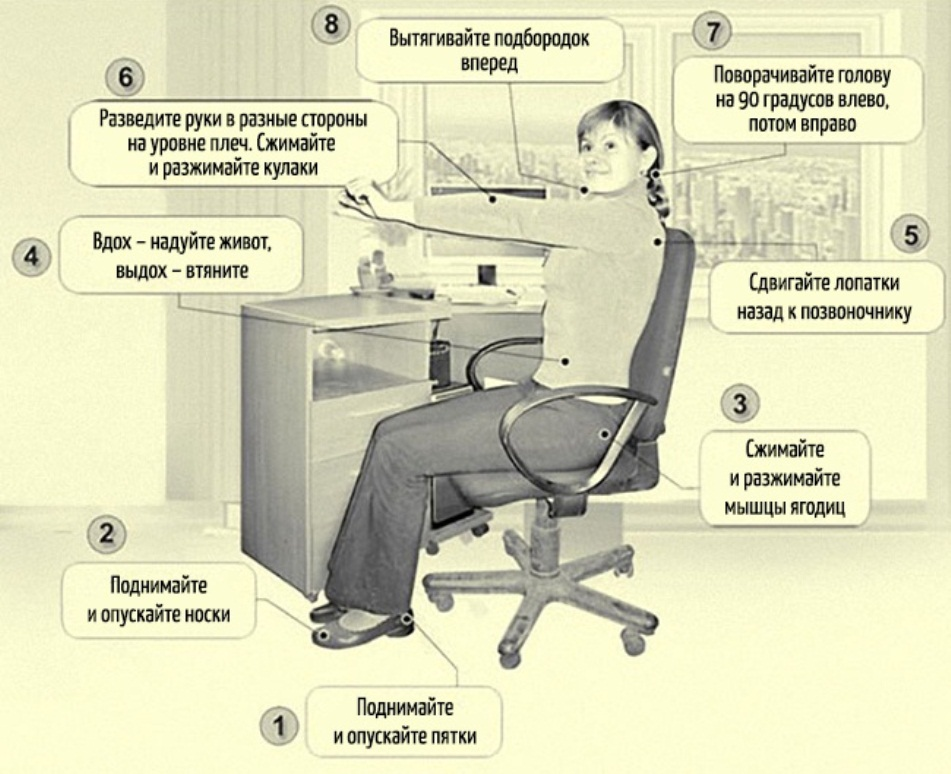 8
Вытягивайте подбородок
вперед
7
Поворачивайте голову
на 90 градусов влево,
потом вправо
6
Разведите руки в разные стороны
на уровне плеч. Сжимайте
и разжимайте кулаки
4
Вдох – надуйте живот,
выдох – втяните
5
Сдвигайте лопатки
назад к позвоночнику
3
Сжимайте
и разжимайте
мышцы ягодиц
2
Поднимайте
и опускайте носки
1
Поднимайте
и опускайте пятки